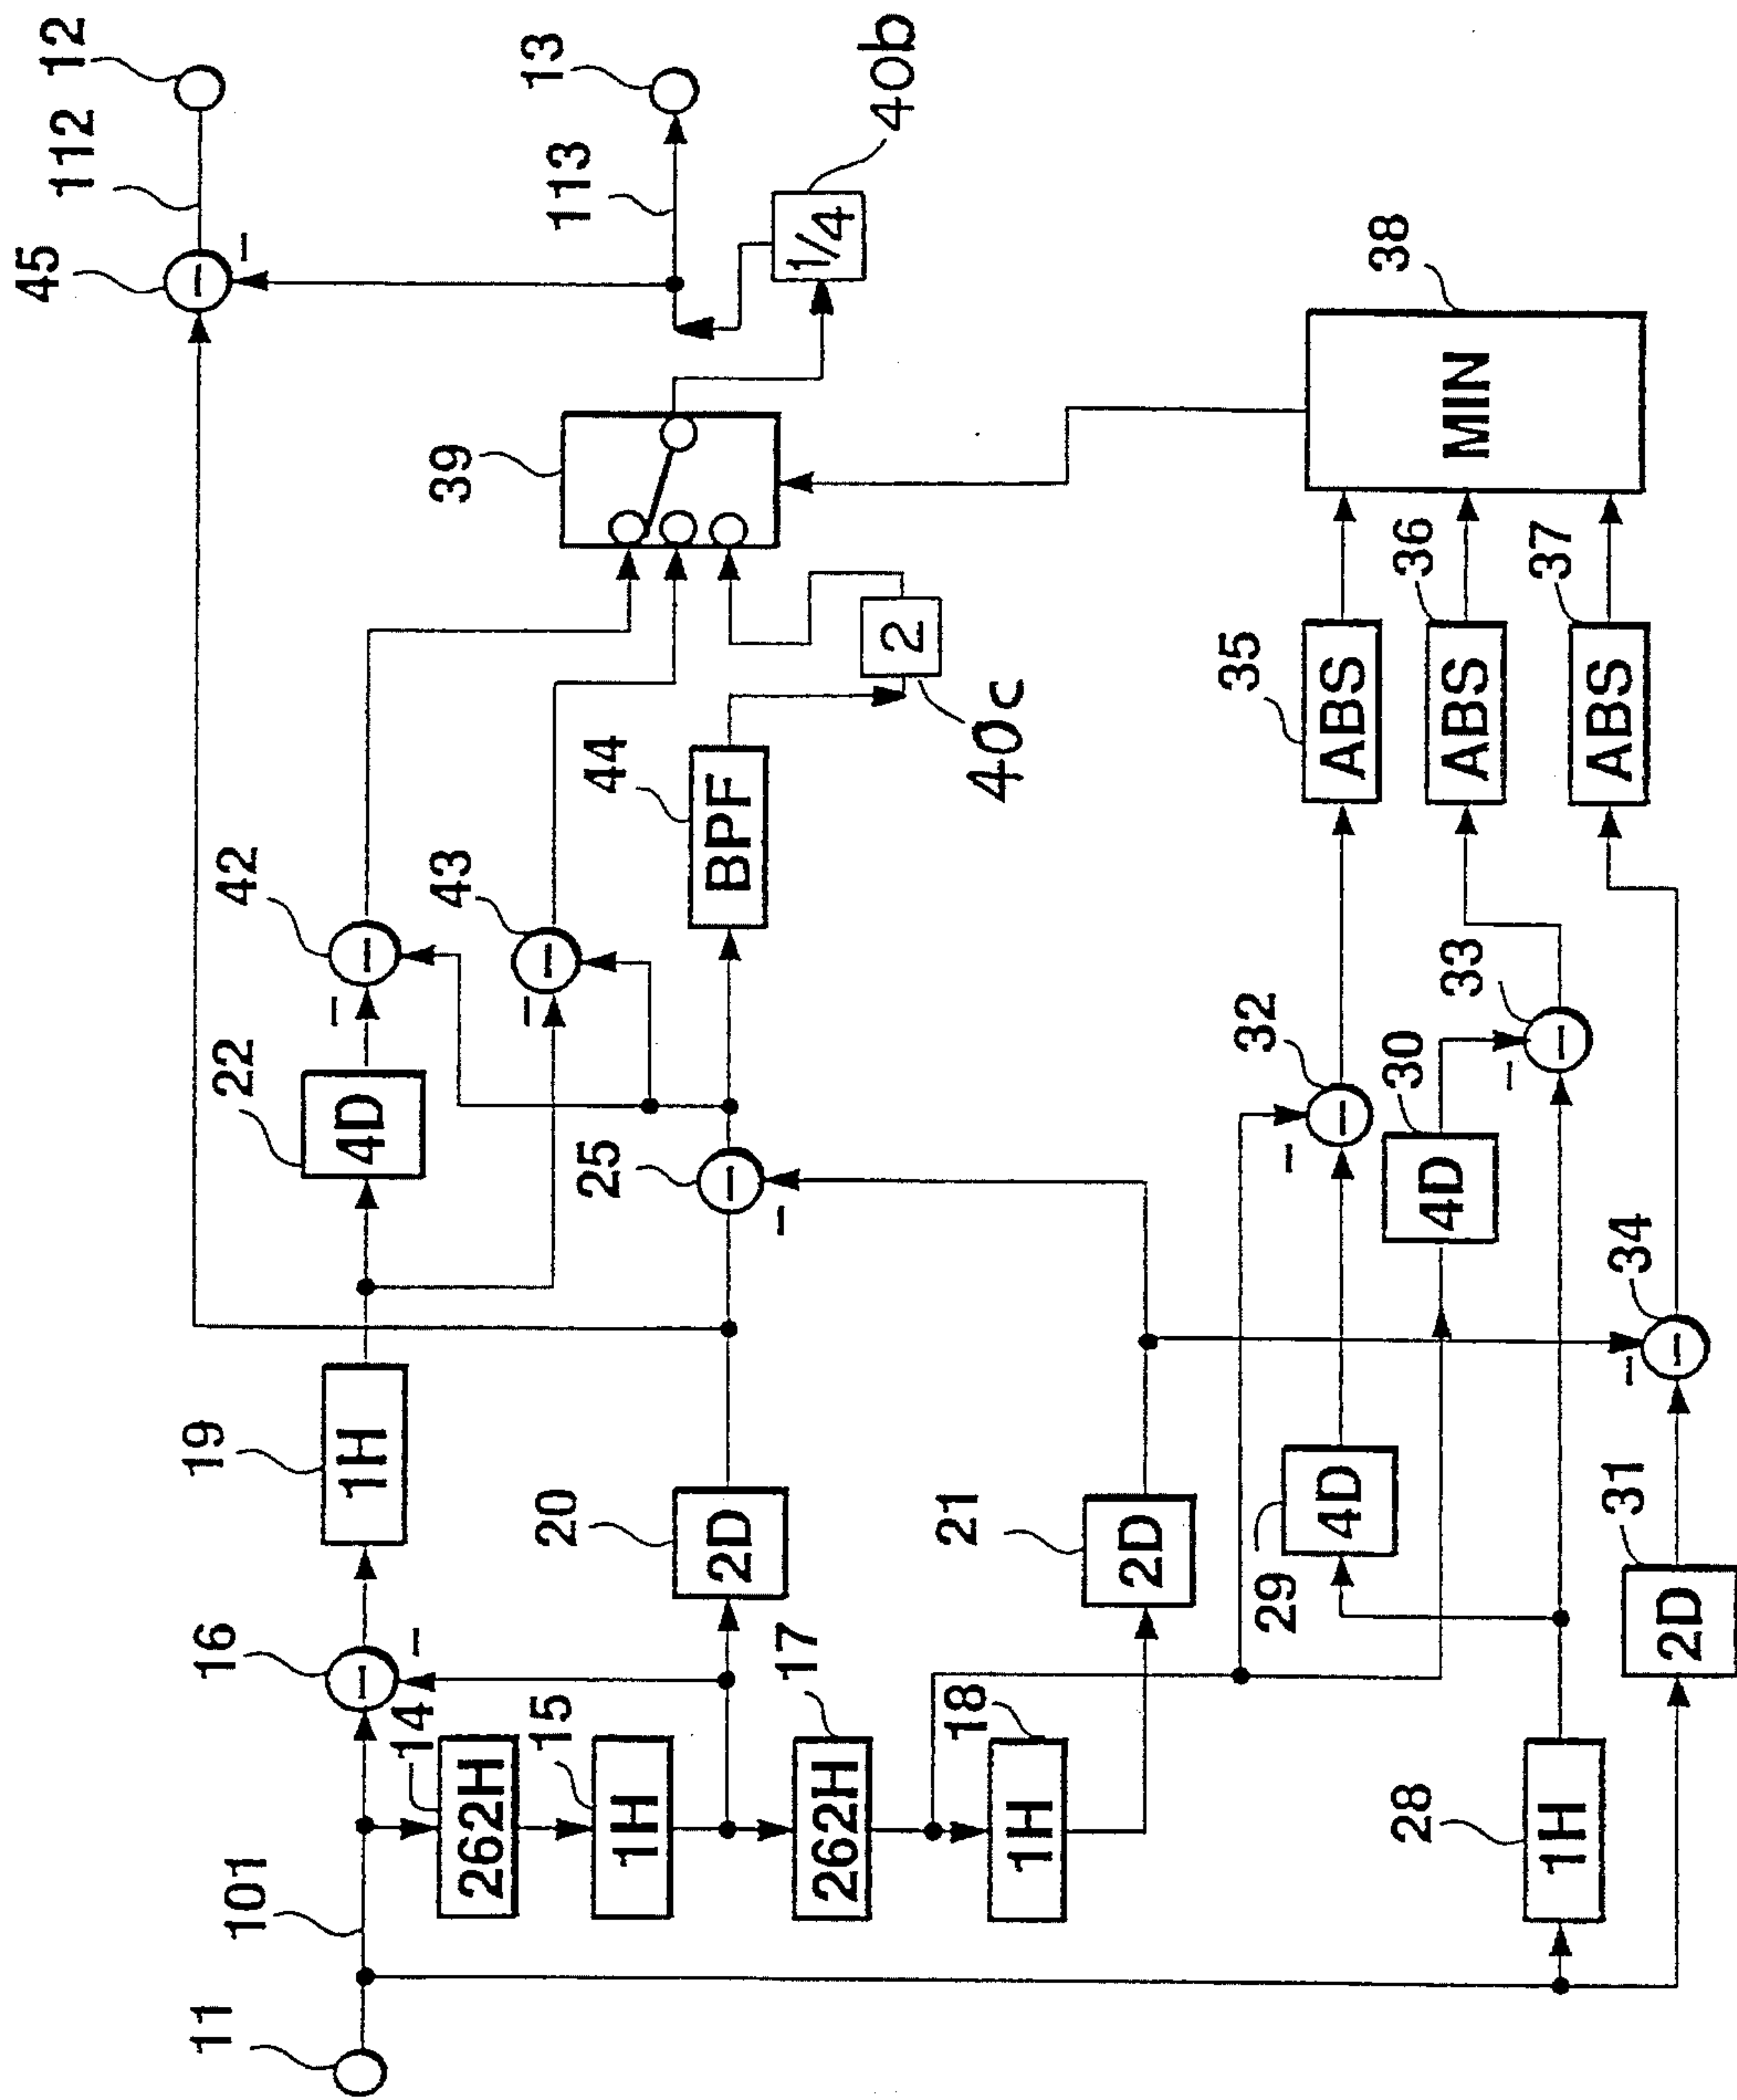 11
101
16
–
–
14
262H
15
1H
17
262H
18
1H
19
1H
22
4D
–
–
42
20
2D
25
–
–
–
–
43
44
BPF
40c
2
39
45
–
–
112
12
113
13
1/4
40b
21
2D
28
1H
29
4D
30
4D
31
2D
32
–
–
33
–
–
34
–
–
35
ABS
36
ABS
37
ABS
38
MIN